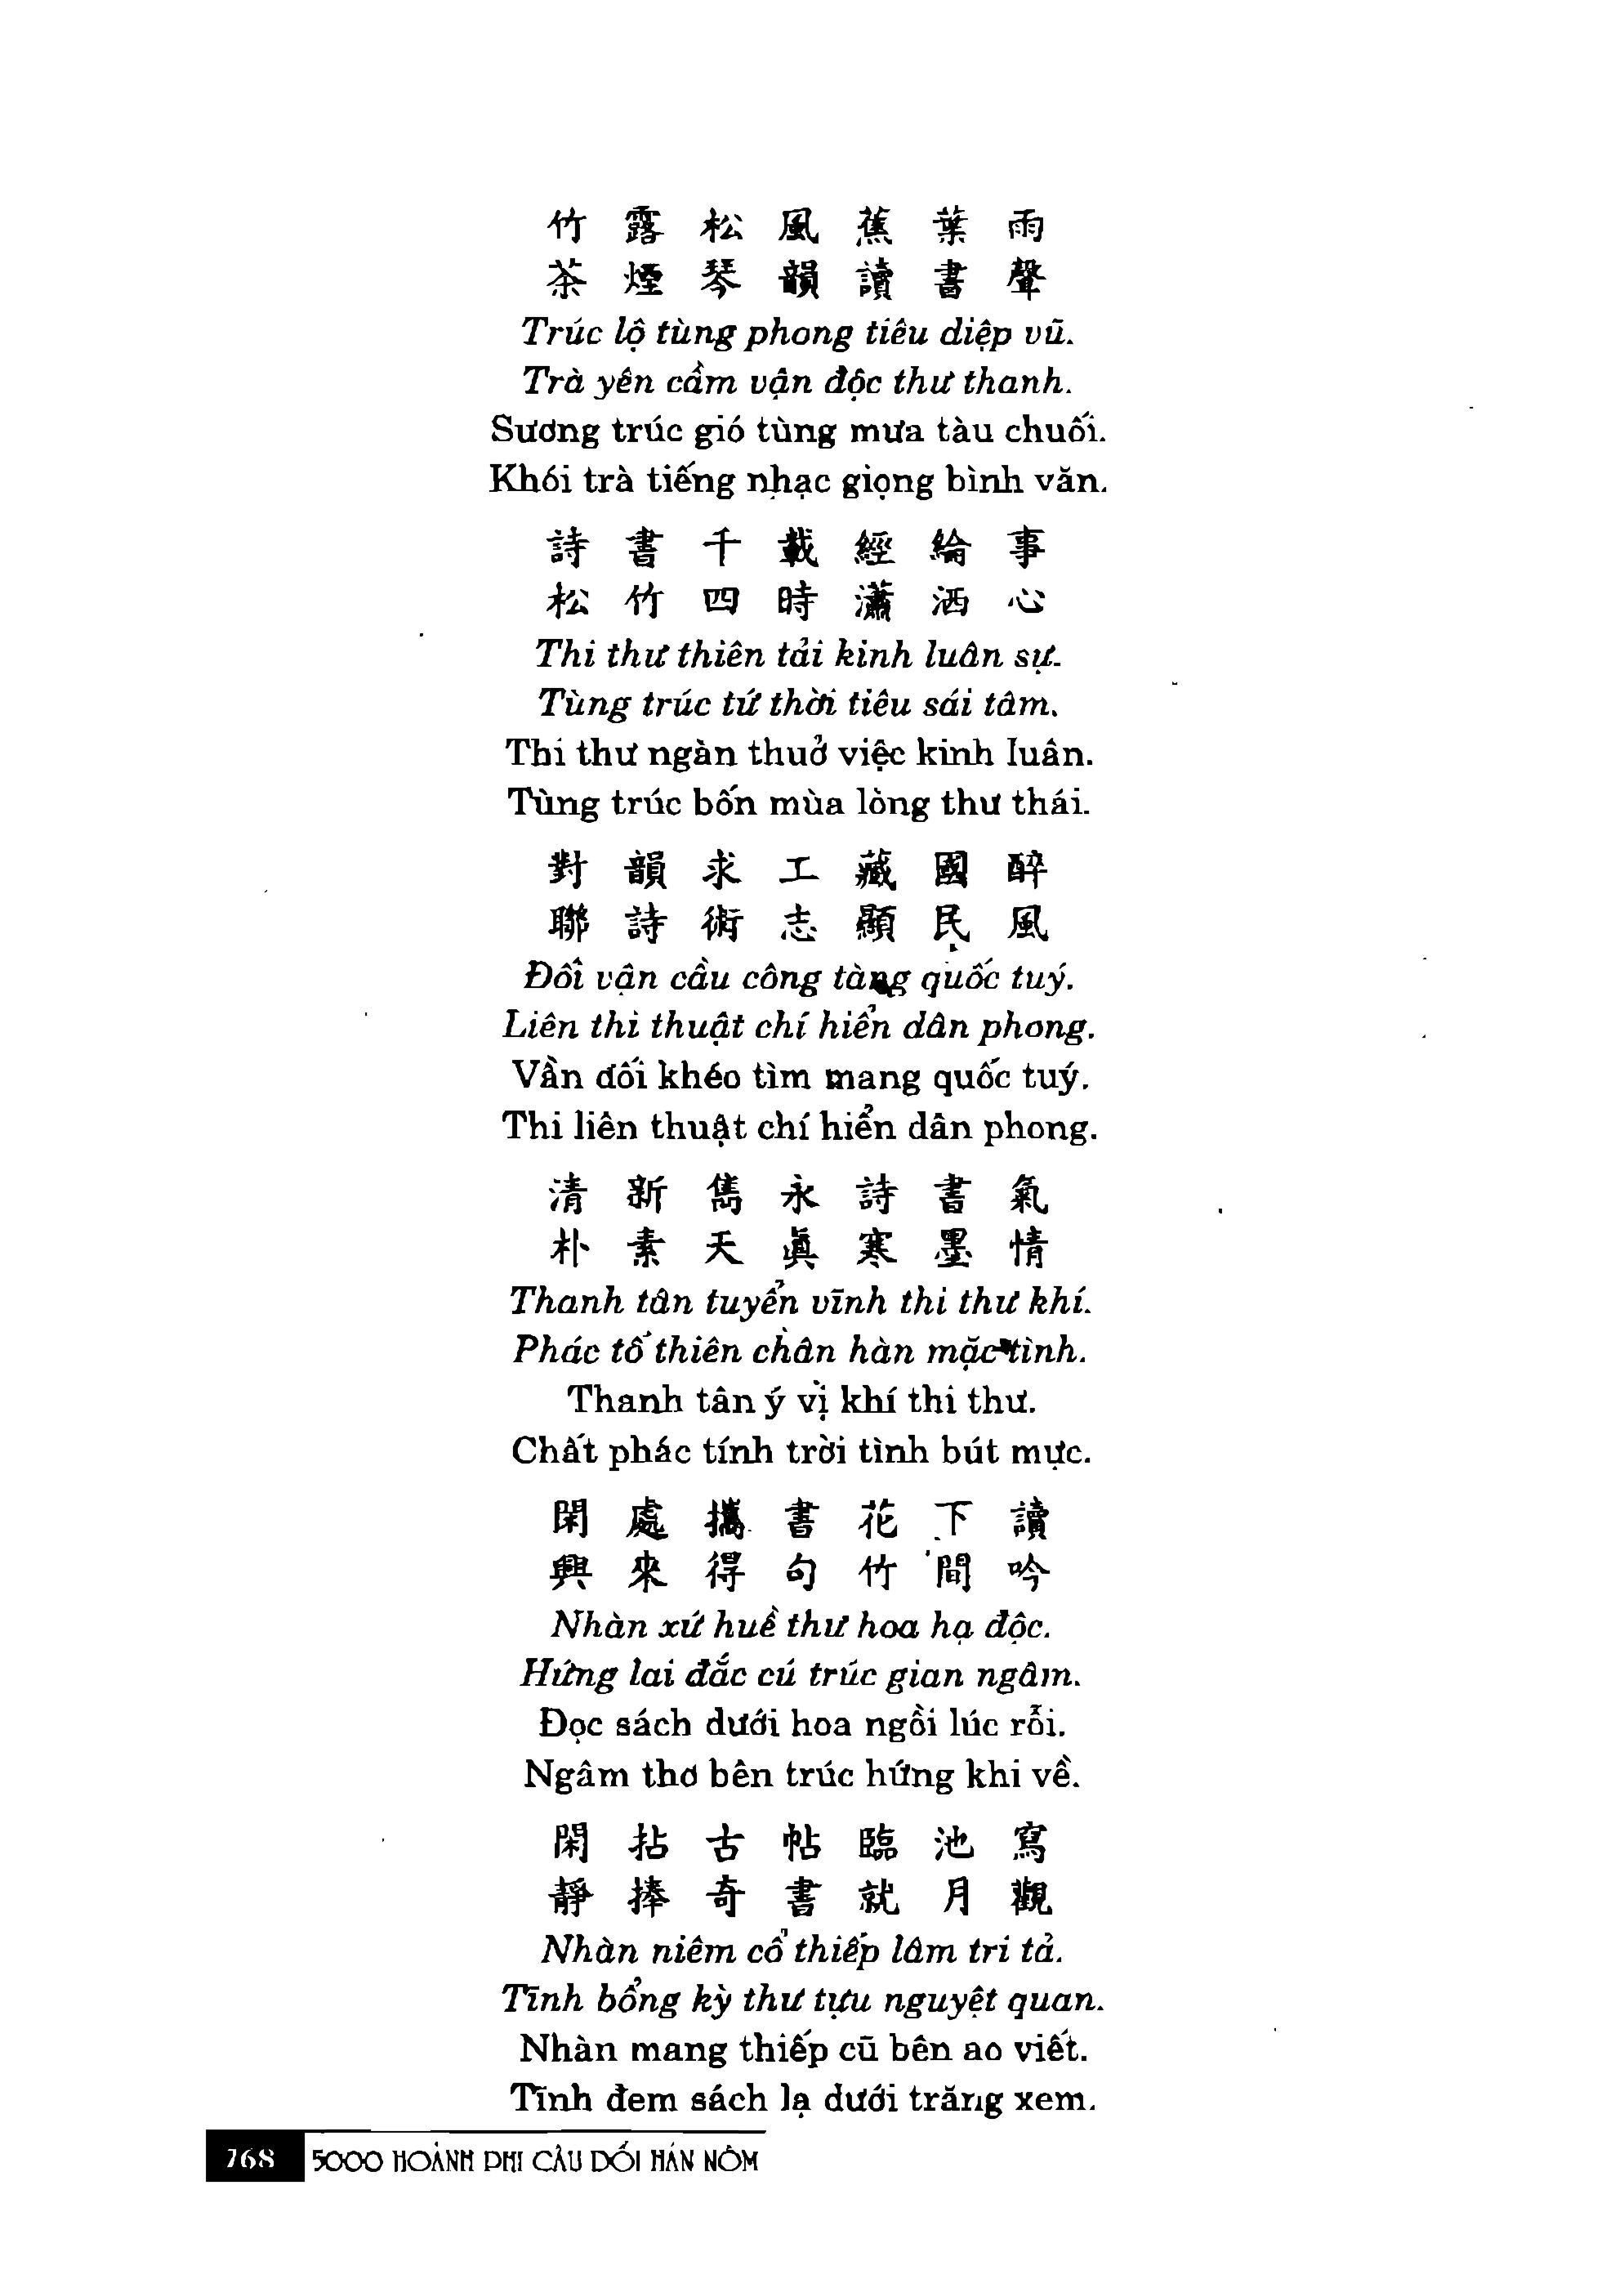 竹露松風蕉葉雨
茶煙琴韻讀書聲
Trúc lộ tùng phong tiêu diệp vũ.
Trà yên cầm vận độc thư thanh.
Sương trúc gió tùng mưa tàu chuối.
Khói trà tiếng nhạc giọng bình văn.
詩書千載經綸事
松竹四時瀟洒心
Thi thư thiên tải kinh luân sự.
Tùng trúc tứ thời tiêu sái tâm.
Thi thư ngàn thuở việc kinh luân.
Tùng trúc bốn mùa lòng thư thái.
對韻求工藏國醉
聯詩術志顯民風
Đối vận cầu công tàng quốc tuý.
Liên thi thuật chí hiển dân phong.
Vần đối khéo tìm mang quốc tuý.
Thi liên thuật chí hiển dân phong.
清新雋永詩書氣
朴素天眞寒墨情
Thanh tân tuyển vĩnh thi thư khí.
Phác tố thiên chân hàn mặc tình.
Thanh tân ý vị khí thi thư.
Chất phác tính trời tình bút mực.
閑處攜書花下讀
興來得句竹間吟
Nhàn xứ huề thư hoa hạ độc.
Hứng lai đắc cú trúc gian ngâm.
Đọc sách dưới hoa ngồi lúc rỗi.
Ngâm thơ bên trúc hứng khi về.
閑拈古帖臨池寫
靜捧奇書就月觀
Nhàn niêm cổ thiếp lâm tri tả.
Tĩnh bổng kỳ thư tựu nguyệt quan.
Nhàn mang thiếp cũ bên ao viết.
Tĩnh đem sách lạ dưới trăng xem.
768 5000 HOÀNH PHI CÂU ĐỐI HÁN NÔM